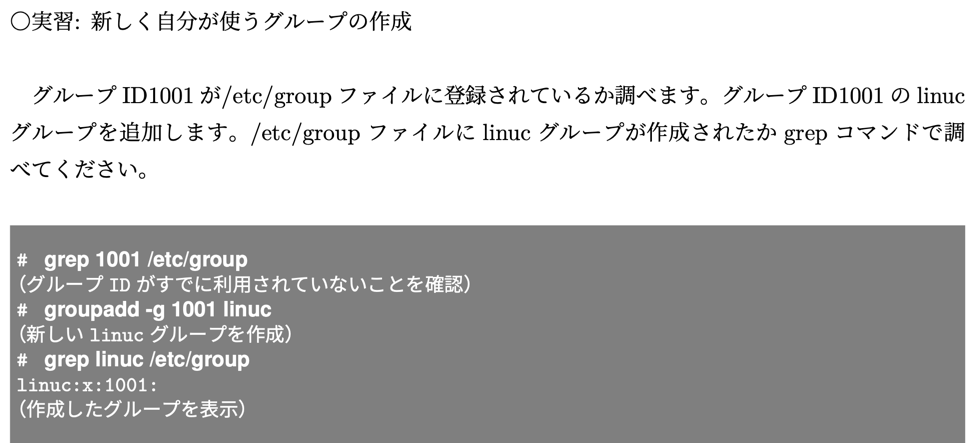 ○実習: 新しく自分が使うグループの作成
グループ ID1001 が/etc/group ファイルに登録されているか調べます。グループ ID1001 の linuc
グループを追加します。/etc/group ファイルに linuc グループが作成されたか grep コマンドで調
べてください。
# grep 1001 /etc/group
(グループ ID がすでに利用されていないことを確認)
# groupadd -g 1001 linuc
(新しい linuc グループを作成)
# grep linuc /etc/group
linuc:x:1001:
(作成したグループを表示)